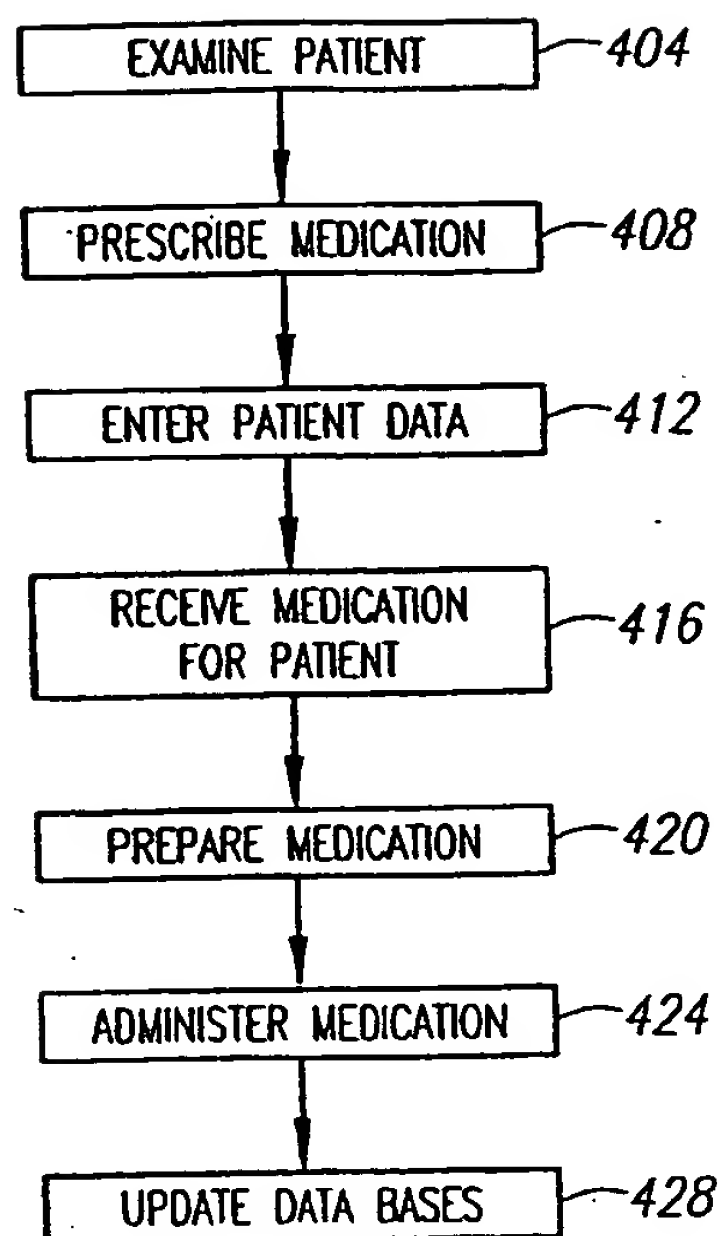 EXAMINE PATIENT 404
PRESCRIBE MEDICATION 408
ENTER PATIENT DATA 412
RECEIVE MEDICATION
FOR PATIENT 416
PREPARE MEDICATION 420
ADMINISTER MEDICATION 424
UPDATE DATA BASES 428